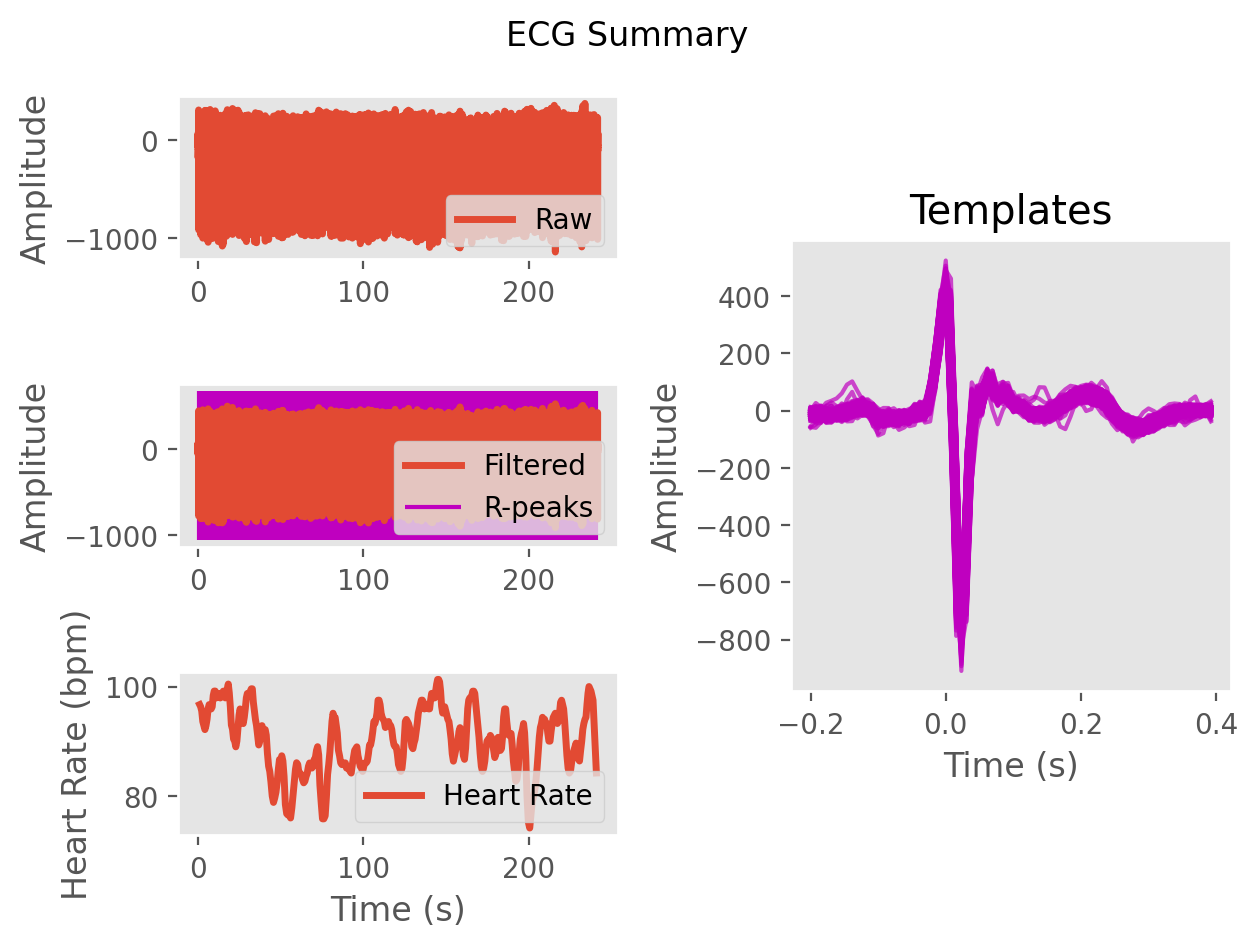 ECG Summary
Amplitude
0
−1000
Raw
0
100
200
Amplitude
0
−1000
Filtered
R-peaks
0
100
200
Heart Rate (bpm)
100
80
Heart Rate
0
100
200
Time (s)
Templates
Amplitude
400
200
0
−200
−400
−600
−800
−0.2
0.0
0.2
0.4
Time (s)